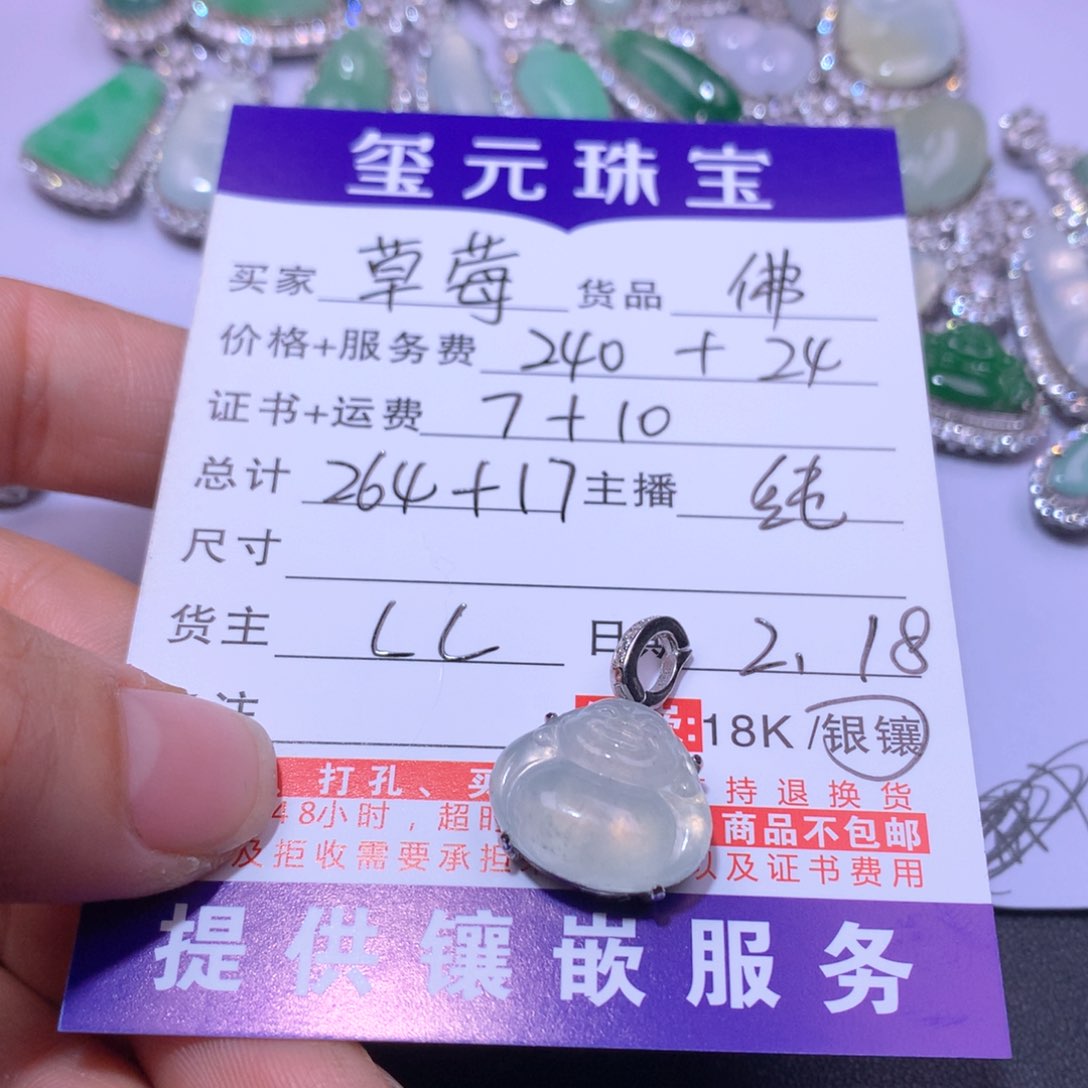 玺元珠宝
买家 草莓 货品 佛
价格+服务费 240 + 24
证书+运费 7+10
总计 264+17 主播 纯
尺寸
货主 LL 日 2.18
注
18K/银镶
打孔、 持退换货
48小时，超时 商品不包邮
及拒收需要承担 以及证书费用
提供镶嵌服务